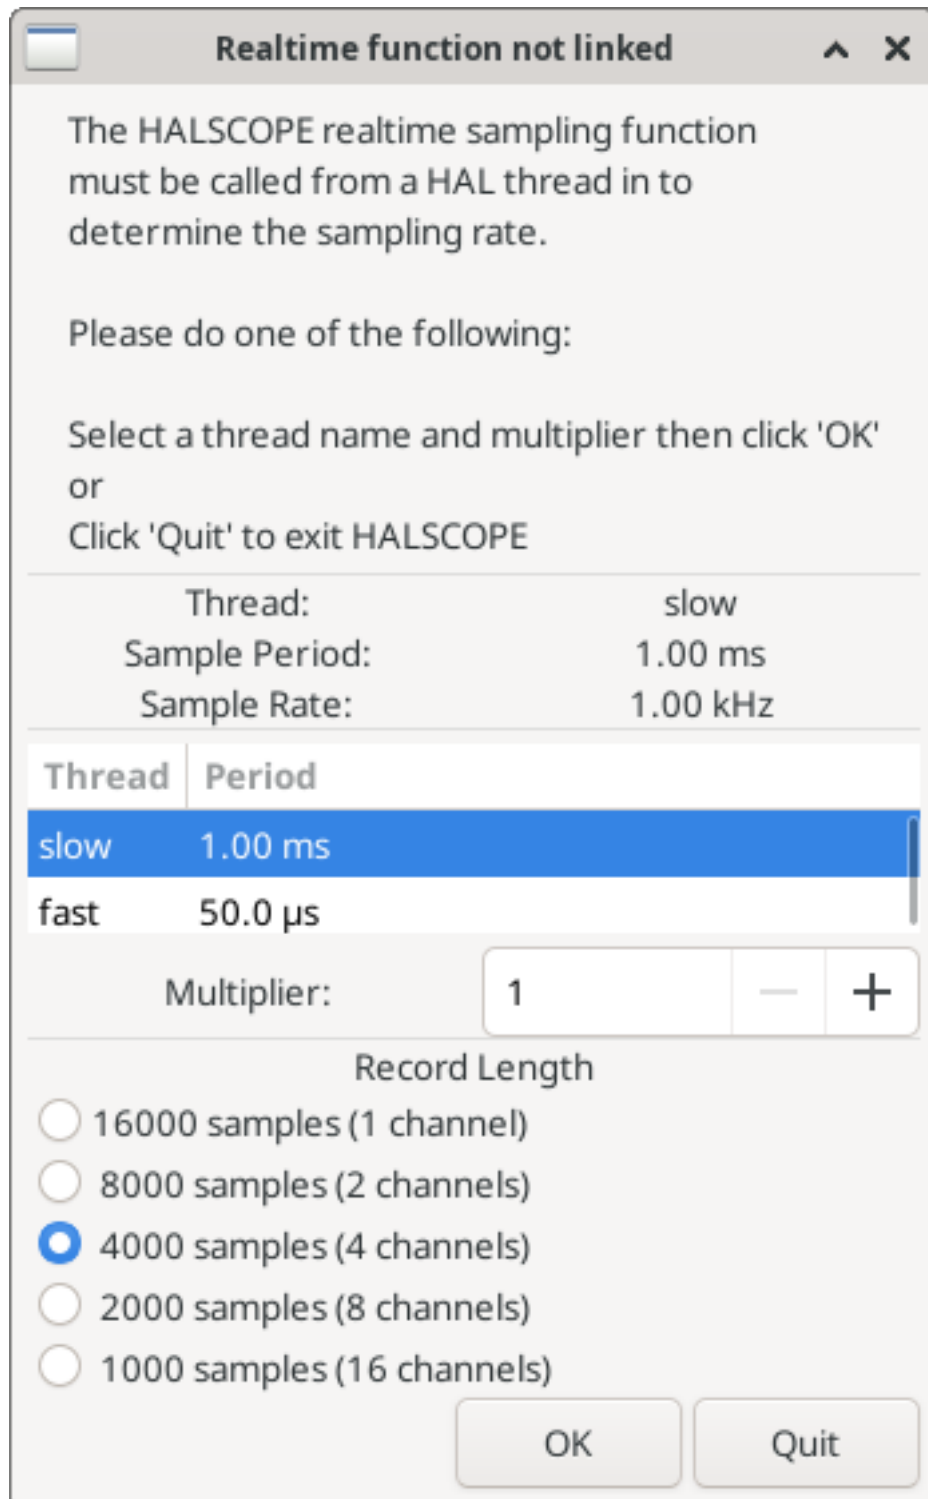 Realtime function not linked
The HALSCOPE realtime sampling function
must be called from a HAL thread in to
determine the sampling rate.
Please do one of the following:
Select a thread name and multiplier then click 'OK'
or
Click 'Quit' to exit HALSCOPE
Thread: slow
Sample Period: 1.00 ms
Sample Rate: 1.00 kHz
Thread Period
slow 1.00 ms
fast 50.0 µs
Multiplier: 1
Record Length
16000 samples (1 channel)
8000 samples (2 channels)
4000 samples (4 channels)
2000 samples (8 channels)
1000 samples (16 channels)
OK Quit